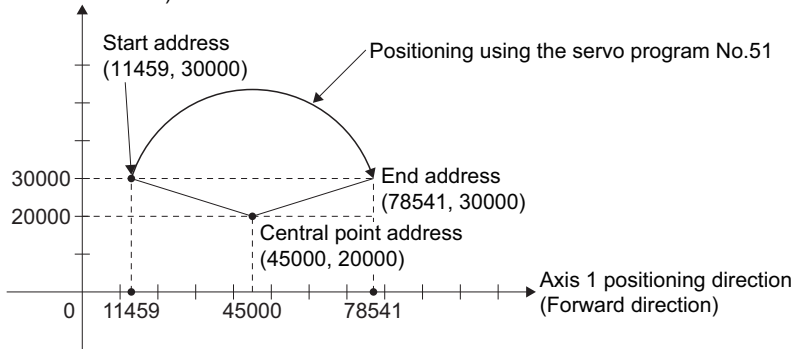 Start address
(11459, 30000)
Positioning using the servo program No.51
30000
End address
(78541, 30000)
20000
Central point address
(45000, 20000)
Axis 1 positioning direction
(Forward direction)
0 11459 45000 78541